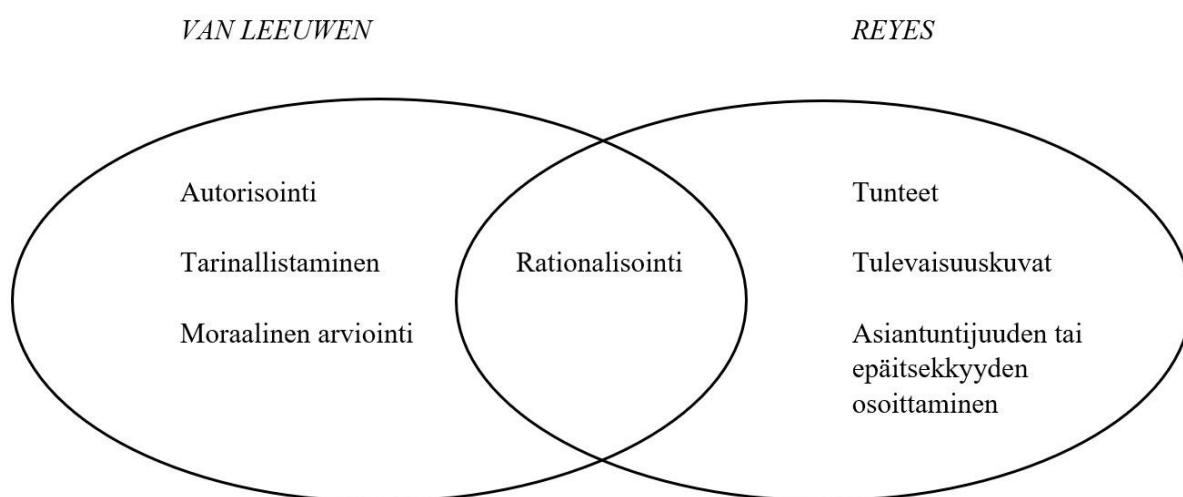 VAN LEEUWEN
REYES
Autorisointi
Tarinallistaminen
Moraalinen arviointi
Rationalisointi
Tunteet
Tulevaisuuskuvat
Asiantuntijuuden tai
epäitsekkyyden
osoittaminen